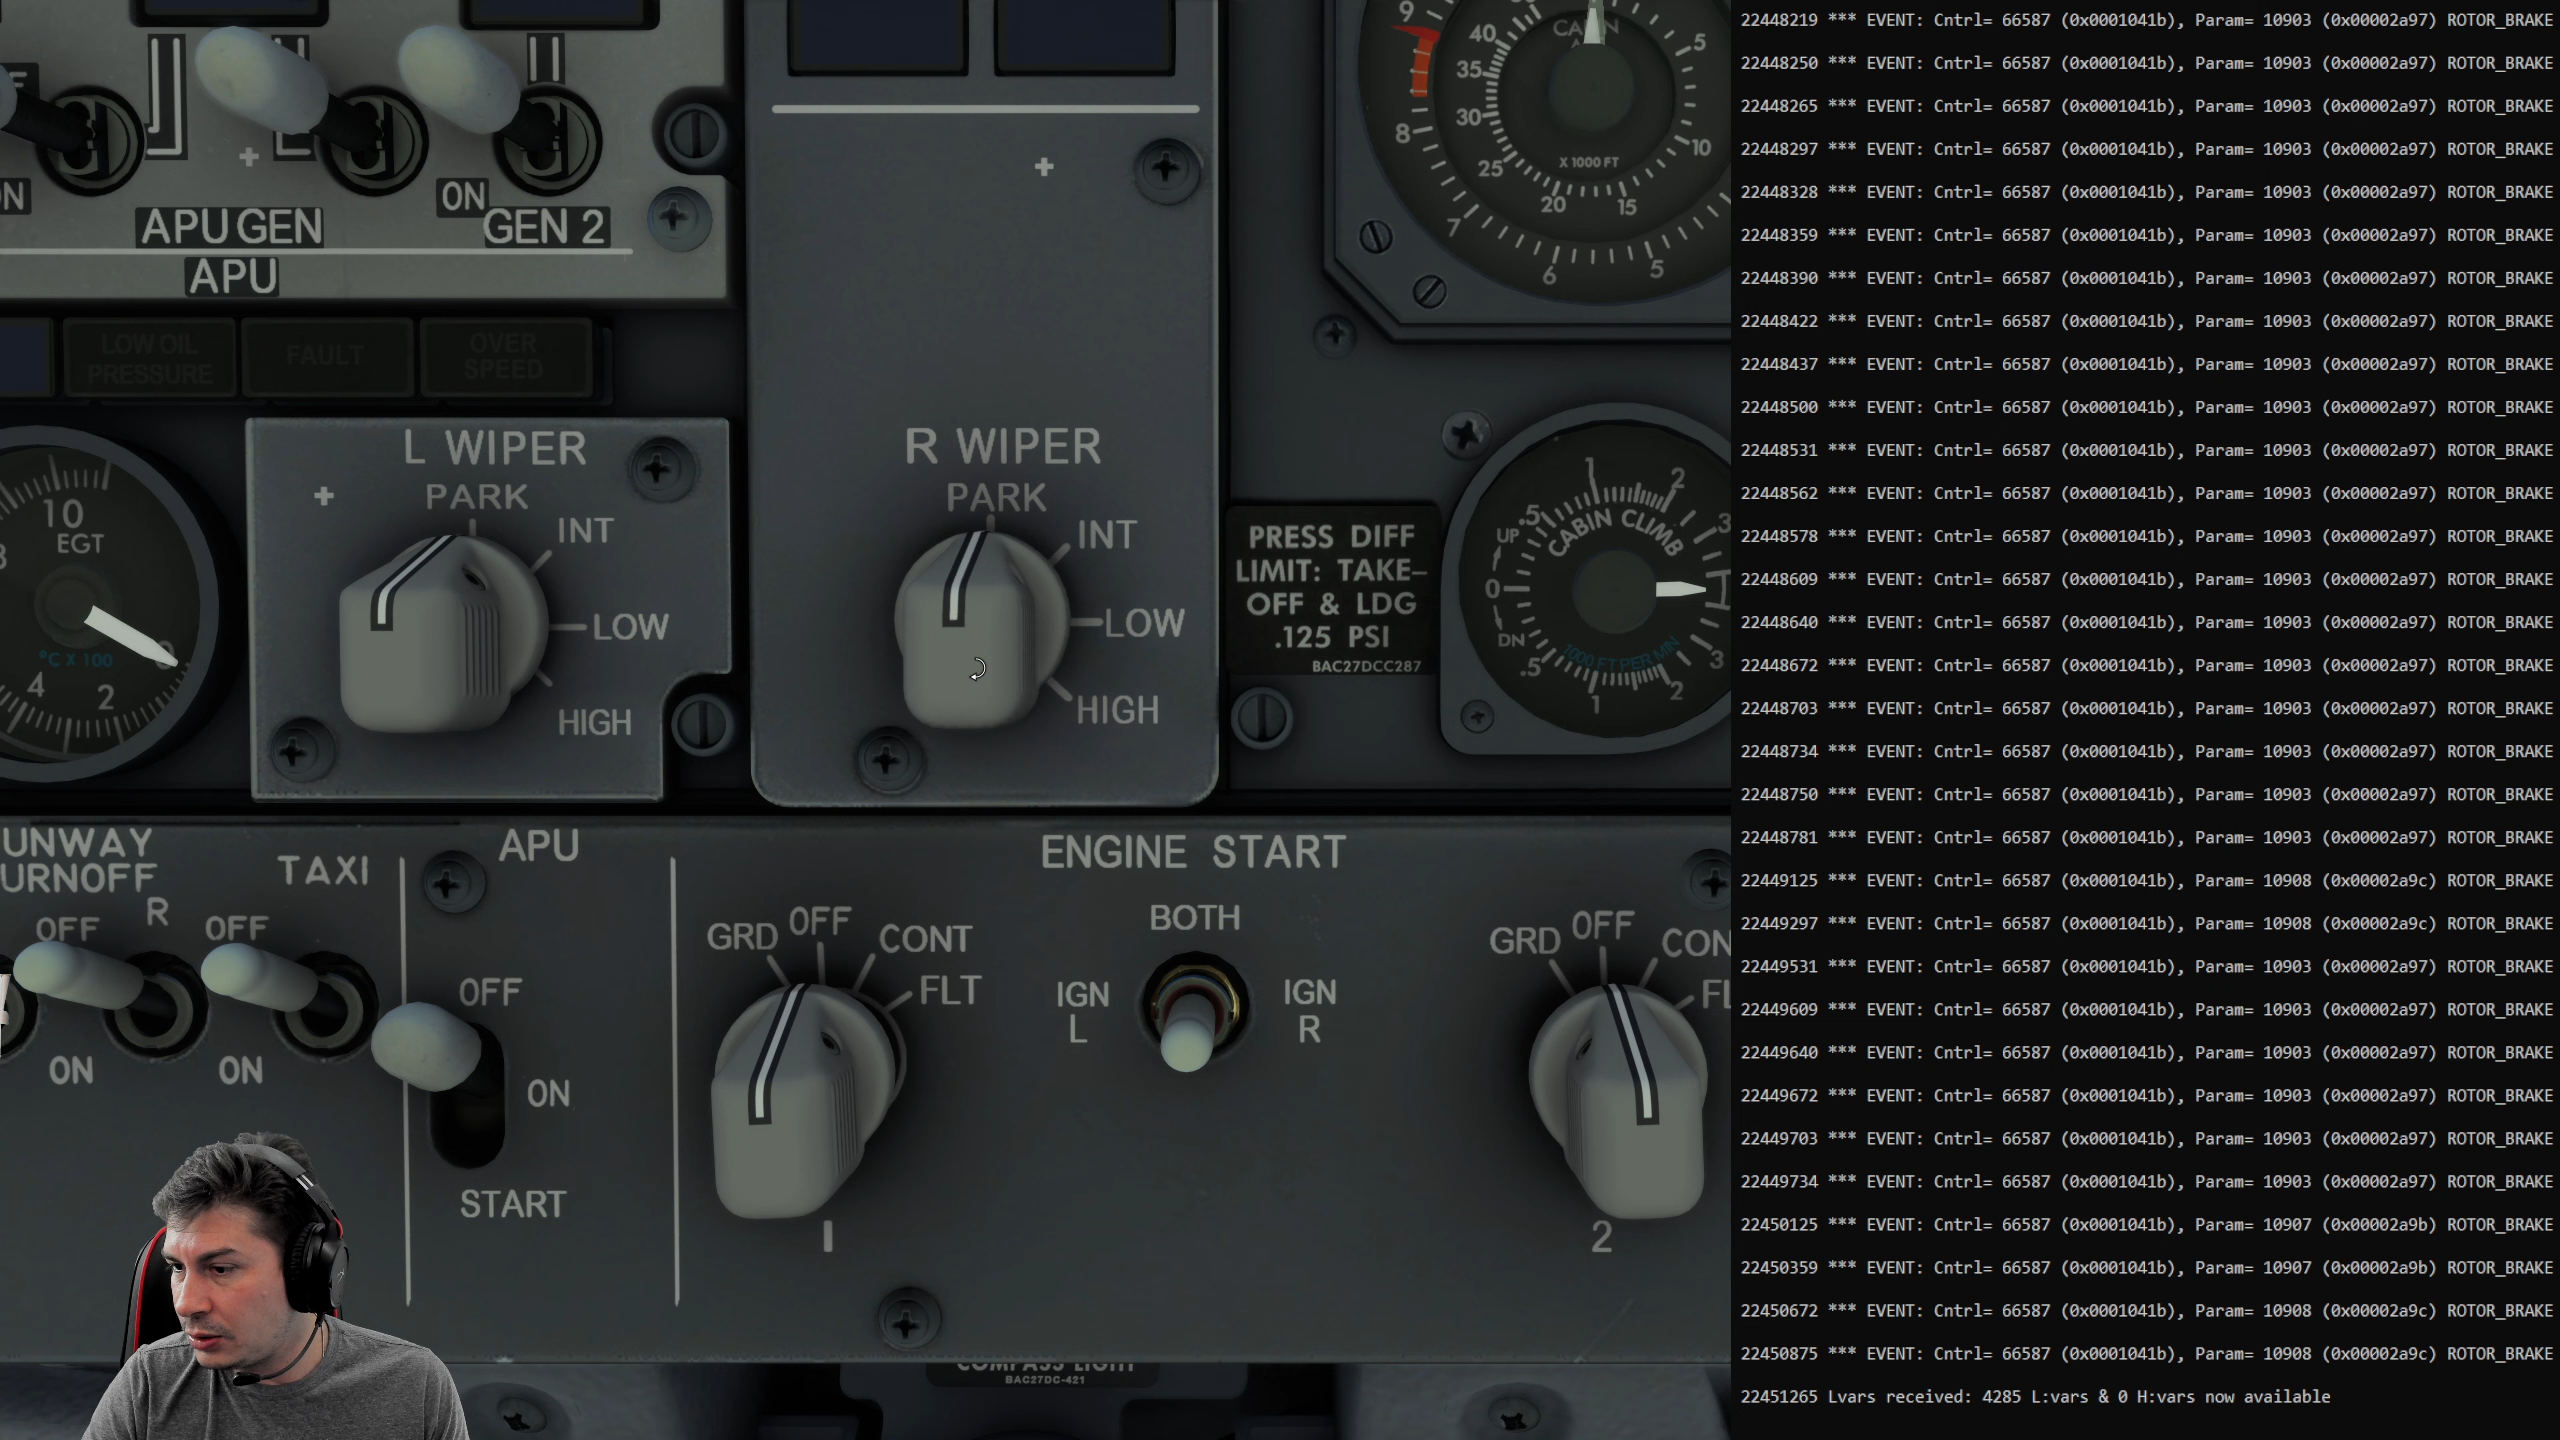 ON
APU GEN
ON
GEN 2
APU
LOW OIL
PRESSURE
FAULT
OVER
SPEED
10
EGT
°C X 100
0
4
2
L WIPER
PARK
INT
LOW
HIGH
R WIPER
PARK
INT
LOW
HIGH
9
40
35
30
25
20
15
8
7
6
5
5
10
X 1000 FT
PRESS DIFF
LIMIT: TAKE–
OFF & LDG
.125 PSI
BAC27DCC287
1
2
3
.5
UP
0
DN
.5
1
2
3
CABIN CLIMB
1000 FT PER MIN
UNWAY
URNOFF
R
OFF
ON
TAXI
OFF
ON
APU
OFF
ON
START
ENGINE START
GRD
OFF
CONT
FLT
1
BOTH
IGN
L
IGN
R
GRD
OFF
CON
FL
2
COMPASS LIGHT
BAC27DC-421
22448219 *** EVENT: Cntrl= 66587 (0x0001041b), Param= 10903 (0x00002a97) ROTOR_BRAKE
22448250 *** EVENT: Cntrl= 66587 (0x0001041b), Param= 10903 (0x00002a97) ROTOR_BRAKE
22448265 *** EVENT: Cntrl= 66587 (0x0001041b), Param= 10903 (0x00002a97) ROTOR_BRAKE
22448297 *** EVENT: Cntrl= 66587 (0x0001041b), Param= 10903 (0x00002a97) ROTOR_BRAKE
22448328 *** EVENT: Cntrl= 66587 (0x0001041b), Param= 10903 (0x00002a97) ROTOR_BRAKE
22448359 *** EVENT: Cntrl= 66587 (0x0001041b), Param= 10903 (0x00002a97) ROTOR_BRAKE
22448390 *** EVENT: Cntrl= 66587 (0x0001041b), Param= 10903 (0x00002a97) ROTOR_BRAKE
22448422 *** EVENT: Cntrl= 66587 (0x0001041b), Param= 10903 (0x00002a97) ROTOR_BRAKE
22448437 *** EVENT: Cntrl= 66587 (0x0001041b), Param= 10903 (0x00002a97) ROTOR_BRAKE
22448500 *** EVENT: Cntrl= 66587 (0x0001041b), Param= 10903 (0x00002a97) ROTOR_BRAKE
22448531 *** EVENT: Cntrl= 66587 (0x0001041b), Param= 10903 (0x00002a97) ROTOR_BRAKE
22448562 *** EVENT: Cntrl= 66587 (0x0001041b), Param= 10903 (0x00002a97) ROTOR_BRAKE
22448578 *** EVENT: Cntrl= 66587 (0x0001041b), Param= 10903 (0x00002a97) ROTOR_BRAKE
22448609 *** EVENT: Cntrl= 66587 (0x0001041b), Param= 10903 (0x00002a97) ROTOR_BRAKE
22448640 *** EVENT: Cntrl= 66587 (0x0001041b), Param= 10903 (0x00002a97) ROTOR_BRAKE
22448672 *** EVENT: Cntrl= 66587 (0x0001041b), Param= 10903 (0x00002a97) ROTOR_BRAKE
22448703 *** EVENT: Cntrl= 66587 (0x0001041b), Param= 10903 (0x00002a97) ROTOR_BRAKE
22448734 *** EVENT: Cntrl= 66587 (0x0001041b), Param= 10903 (0x00002a97) ROTOR_BRAKE
22448750 *** EVENT: Cntrl= 66587 (0x0001041b), Param= 10903 (0x00002a97) ROTOR_BRAKE
22448781 *** EVENT: Cntrl= 66587 (0x0001041b), Param= 10903 (0x00002a97) ROTOR_BRAKE
22449125 *** EVENT: Cntrl= 66587 (0x0001041b), Param= 10908 (0x00002a9c) ROTOR_BRAKE
22449297 *** EVENT: Cntrl= 66587 (0x0001041b), Param= 10908 (0x00002a9c) ROTOR_BRAKE
22449531 *** EVENT: Cntrl= 66587 (0x0001041b), Param= 10903 (0x00002a97) ROTOR_BRAKE
22449609 *** EVENT: Cntrl= 66587 (0x0001041b), Param= 10903 (0x00002a97) ROTOR_BRAKE
22449640 *** EVENT: Cntrl= 66587 (0x0001041b), Param= 10903 (0x00002a97) ROTOR_BRAKE
22449672 *** EVENT: Cntrl= 66587 (0x0001041b), Param= 10903 (0x00002a97) ROTOR_BRAKE
22449703 *** EVENT: Cntrl= 66587 (0x0001041b), Param= 10903 (0x00002a97) ROTOR_BRAKE
22449734 *** EVENT: Cntrl= 66587 (0x0001041b), Param= 10903 (0x00002a97) ROTOR_BRAKE
22450125 *** EVENT: Cntrl= 66587 (0x0001041b), Param= 10907 (0x00002a9b) ROTOR_BRAKE
22450359 *** EVENT: Cntrl= 66587 (0x0001041b), Param= 10907 (0x00002a9b) ROTOR_BRAKE
22450672 *** EVENT: Cntrl= 66587 (0x0001041b), Param= 10908 (0x00002a9c) ROTOR_BRAKE
22450875 *** EVENT: Cntrl= 66587 (0x0001041b), Param= 10908 (0x00002a9c) ROTOR_BRAKE
22451265 Lvars received: 4285 L:vars & 0 H:vars now available